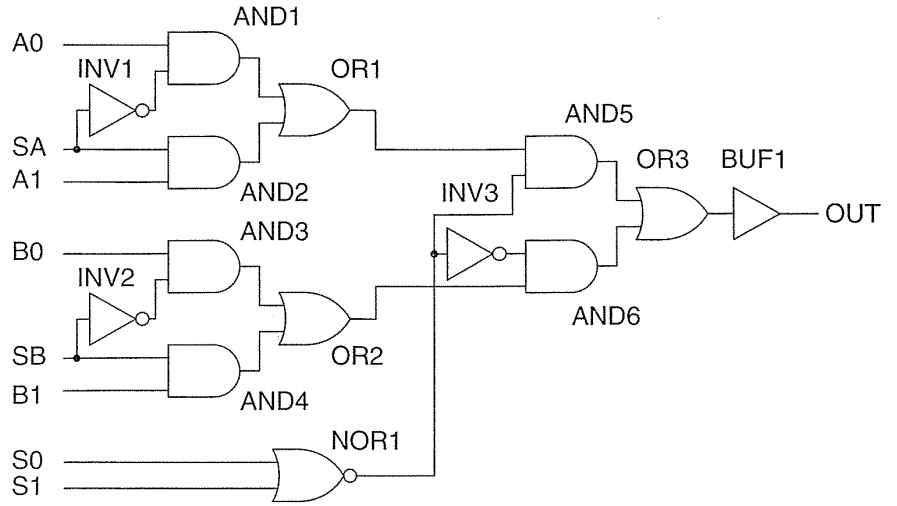 AND1
A0
INV1
OR1
SA
A1
AND2
AND5
OR3
BUF1
INV3
OUT
AND3
B0
INV2
AND6
SB
OR2
B1
AND4
NOR1
S0
S1